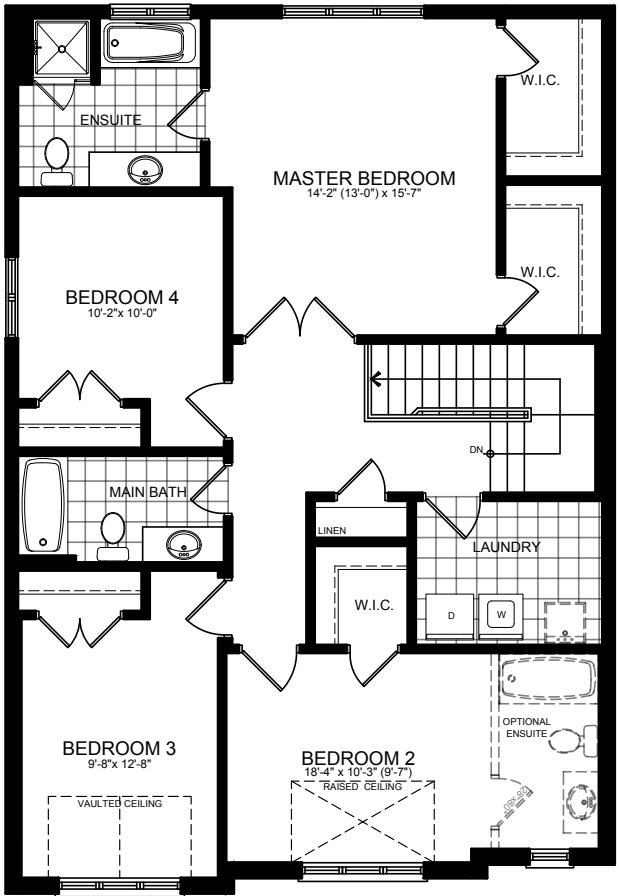 W.I.C.
ENSUITE
MASTER BEDROOM
14'-2" (13'-0") x 15'-7"
W.I.C.
BEDROOM 4
10'-2"x 10'-0"
DN
MAIN BATH
LINEN
LAUNDRY
W.I.C.
D
W
OPTIONAL
ENSUITE
BEDROOM 3
9'-8"x 12'-8"
VAULTED CEILING
BEDROOM 2
18'-4" x 10'-3" (9'-7")
RAISED CEILING
28"x80"